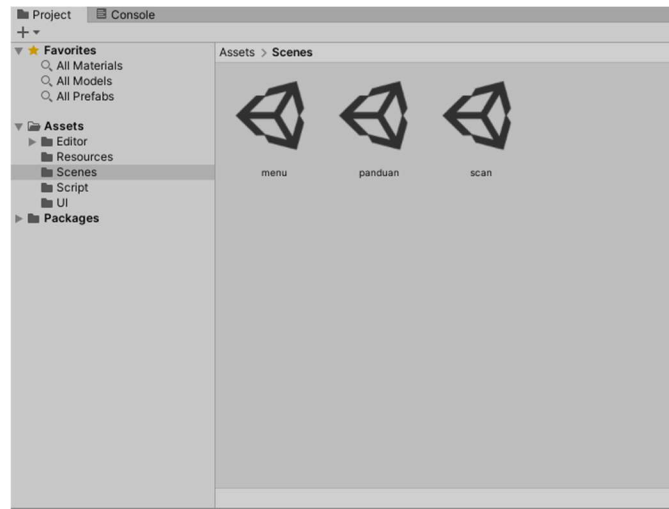 Project Console
Favorites
All Materials
All Models
All Prefabs
Assets
Editor
Resources
Scenes
Script
UI
Packages
Assets > Scenes
menu panduan scan